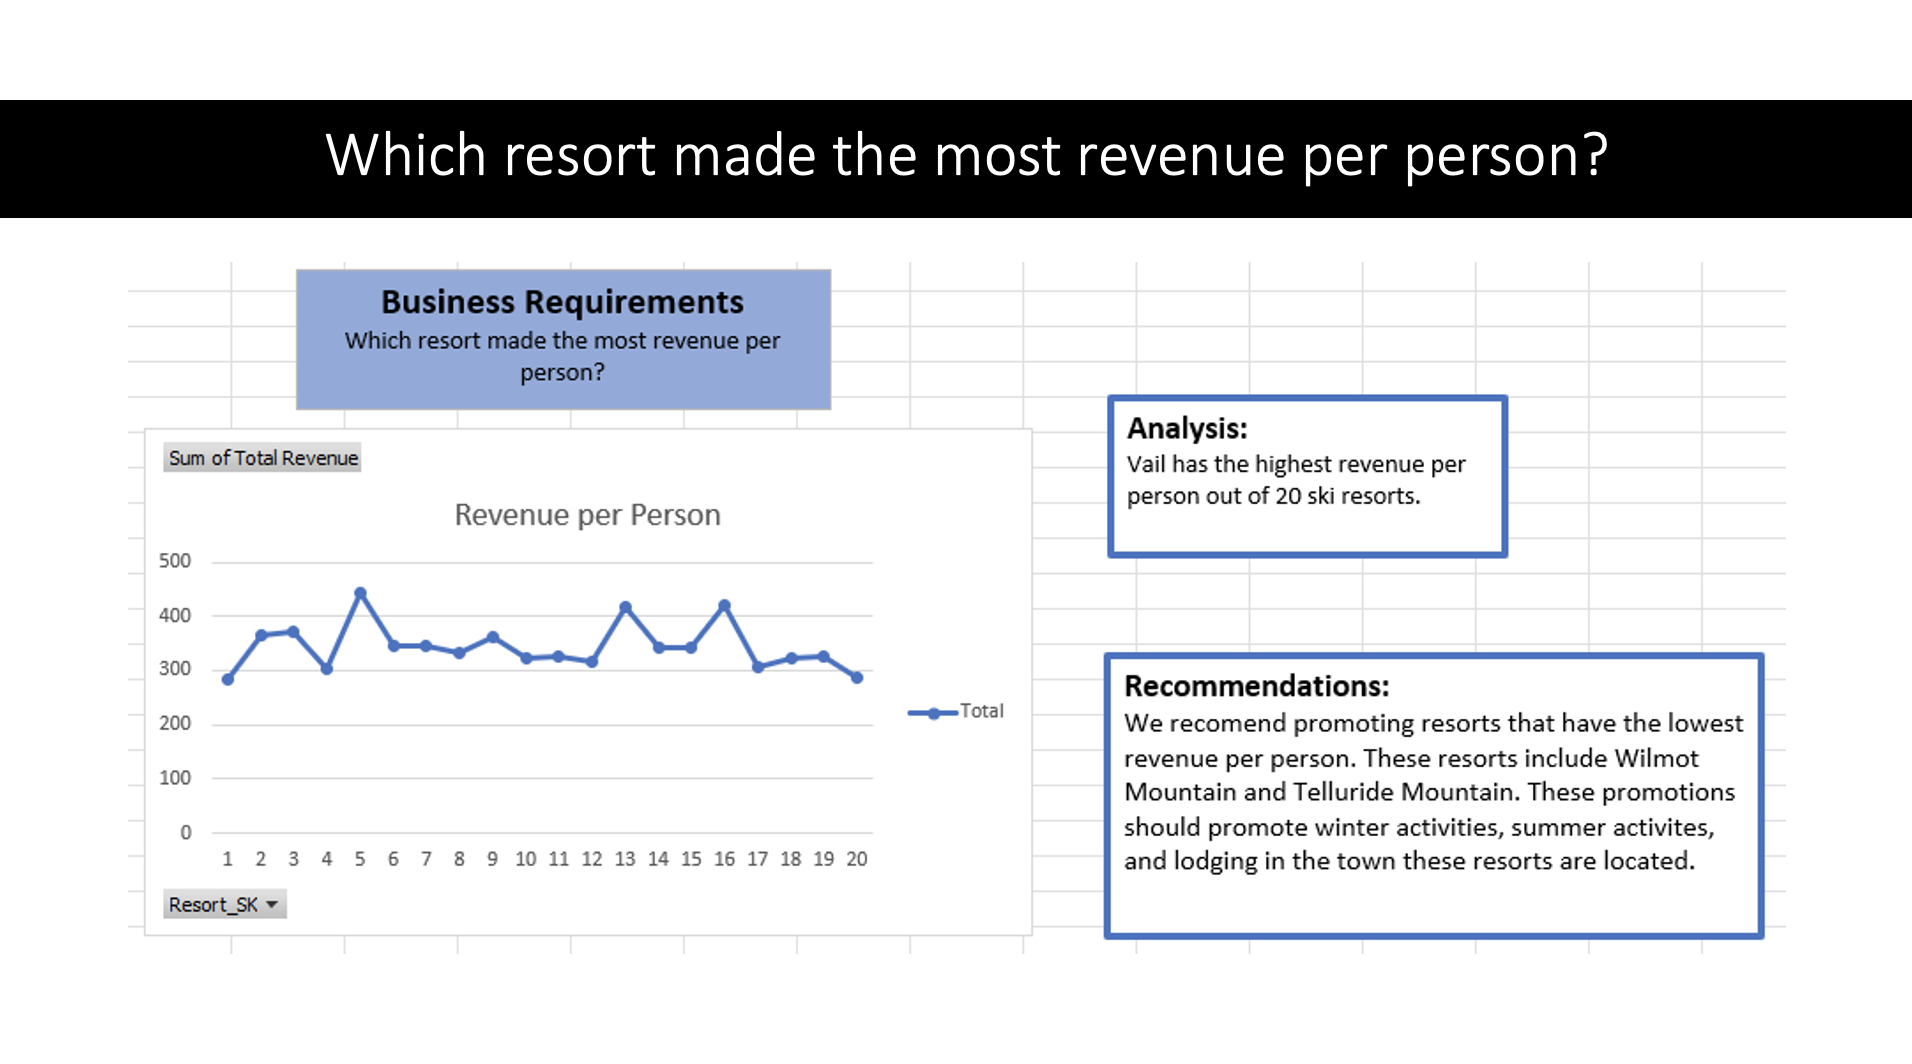 Which resort made the most revenue per person?
Business Requirements
Which resort made the most revenue per
person?
Sum of Total Revenue
Revenue per Person
500
400
300
200
100
0
1 2 3 4 5 6 7 8 9 10 11 12 13 14 15 16 17 18 19 20
Total
Resort_SK
Analysis:
Vail has the highest revenue per
person out of 20 ski resorts.
Recommendations:
We recomend promoting resorts that have the lowest
revenue per person. These resorts include Wilmot
Mountain and Telluride Mountain. These promotions
should promote winter activities, summer activites,
and lodging in the town these resorts are located.